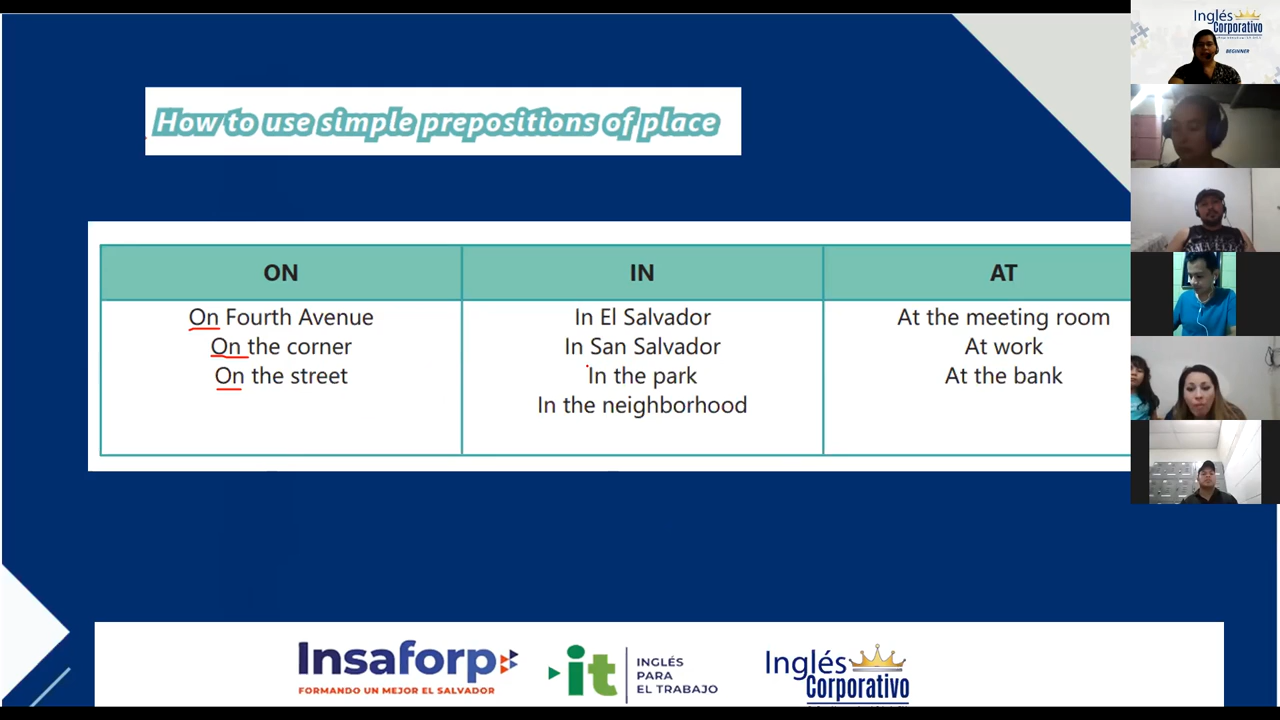 How to use simple prepositions of place
ON
IN
AT
On Fourth Avenue
On the corner
On the street
In El Salvador
In San Salvador
In the park
In the neighborhood
At the meeting room
At work
At the bank
Insaforp
FORMANDO UN MEJOR EL SALVADOR
it
INGLÉS
PARA
EL TRABAJO
Inglés
Corporativo
Inglés
Corporativo
BEGINNER